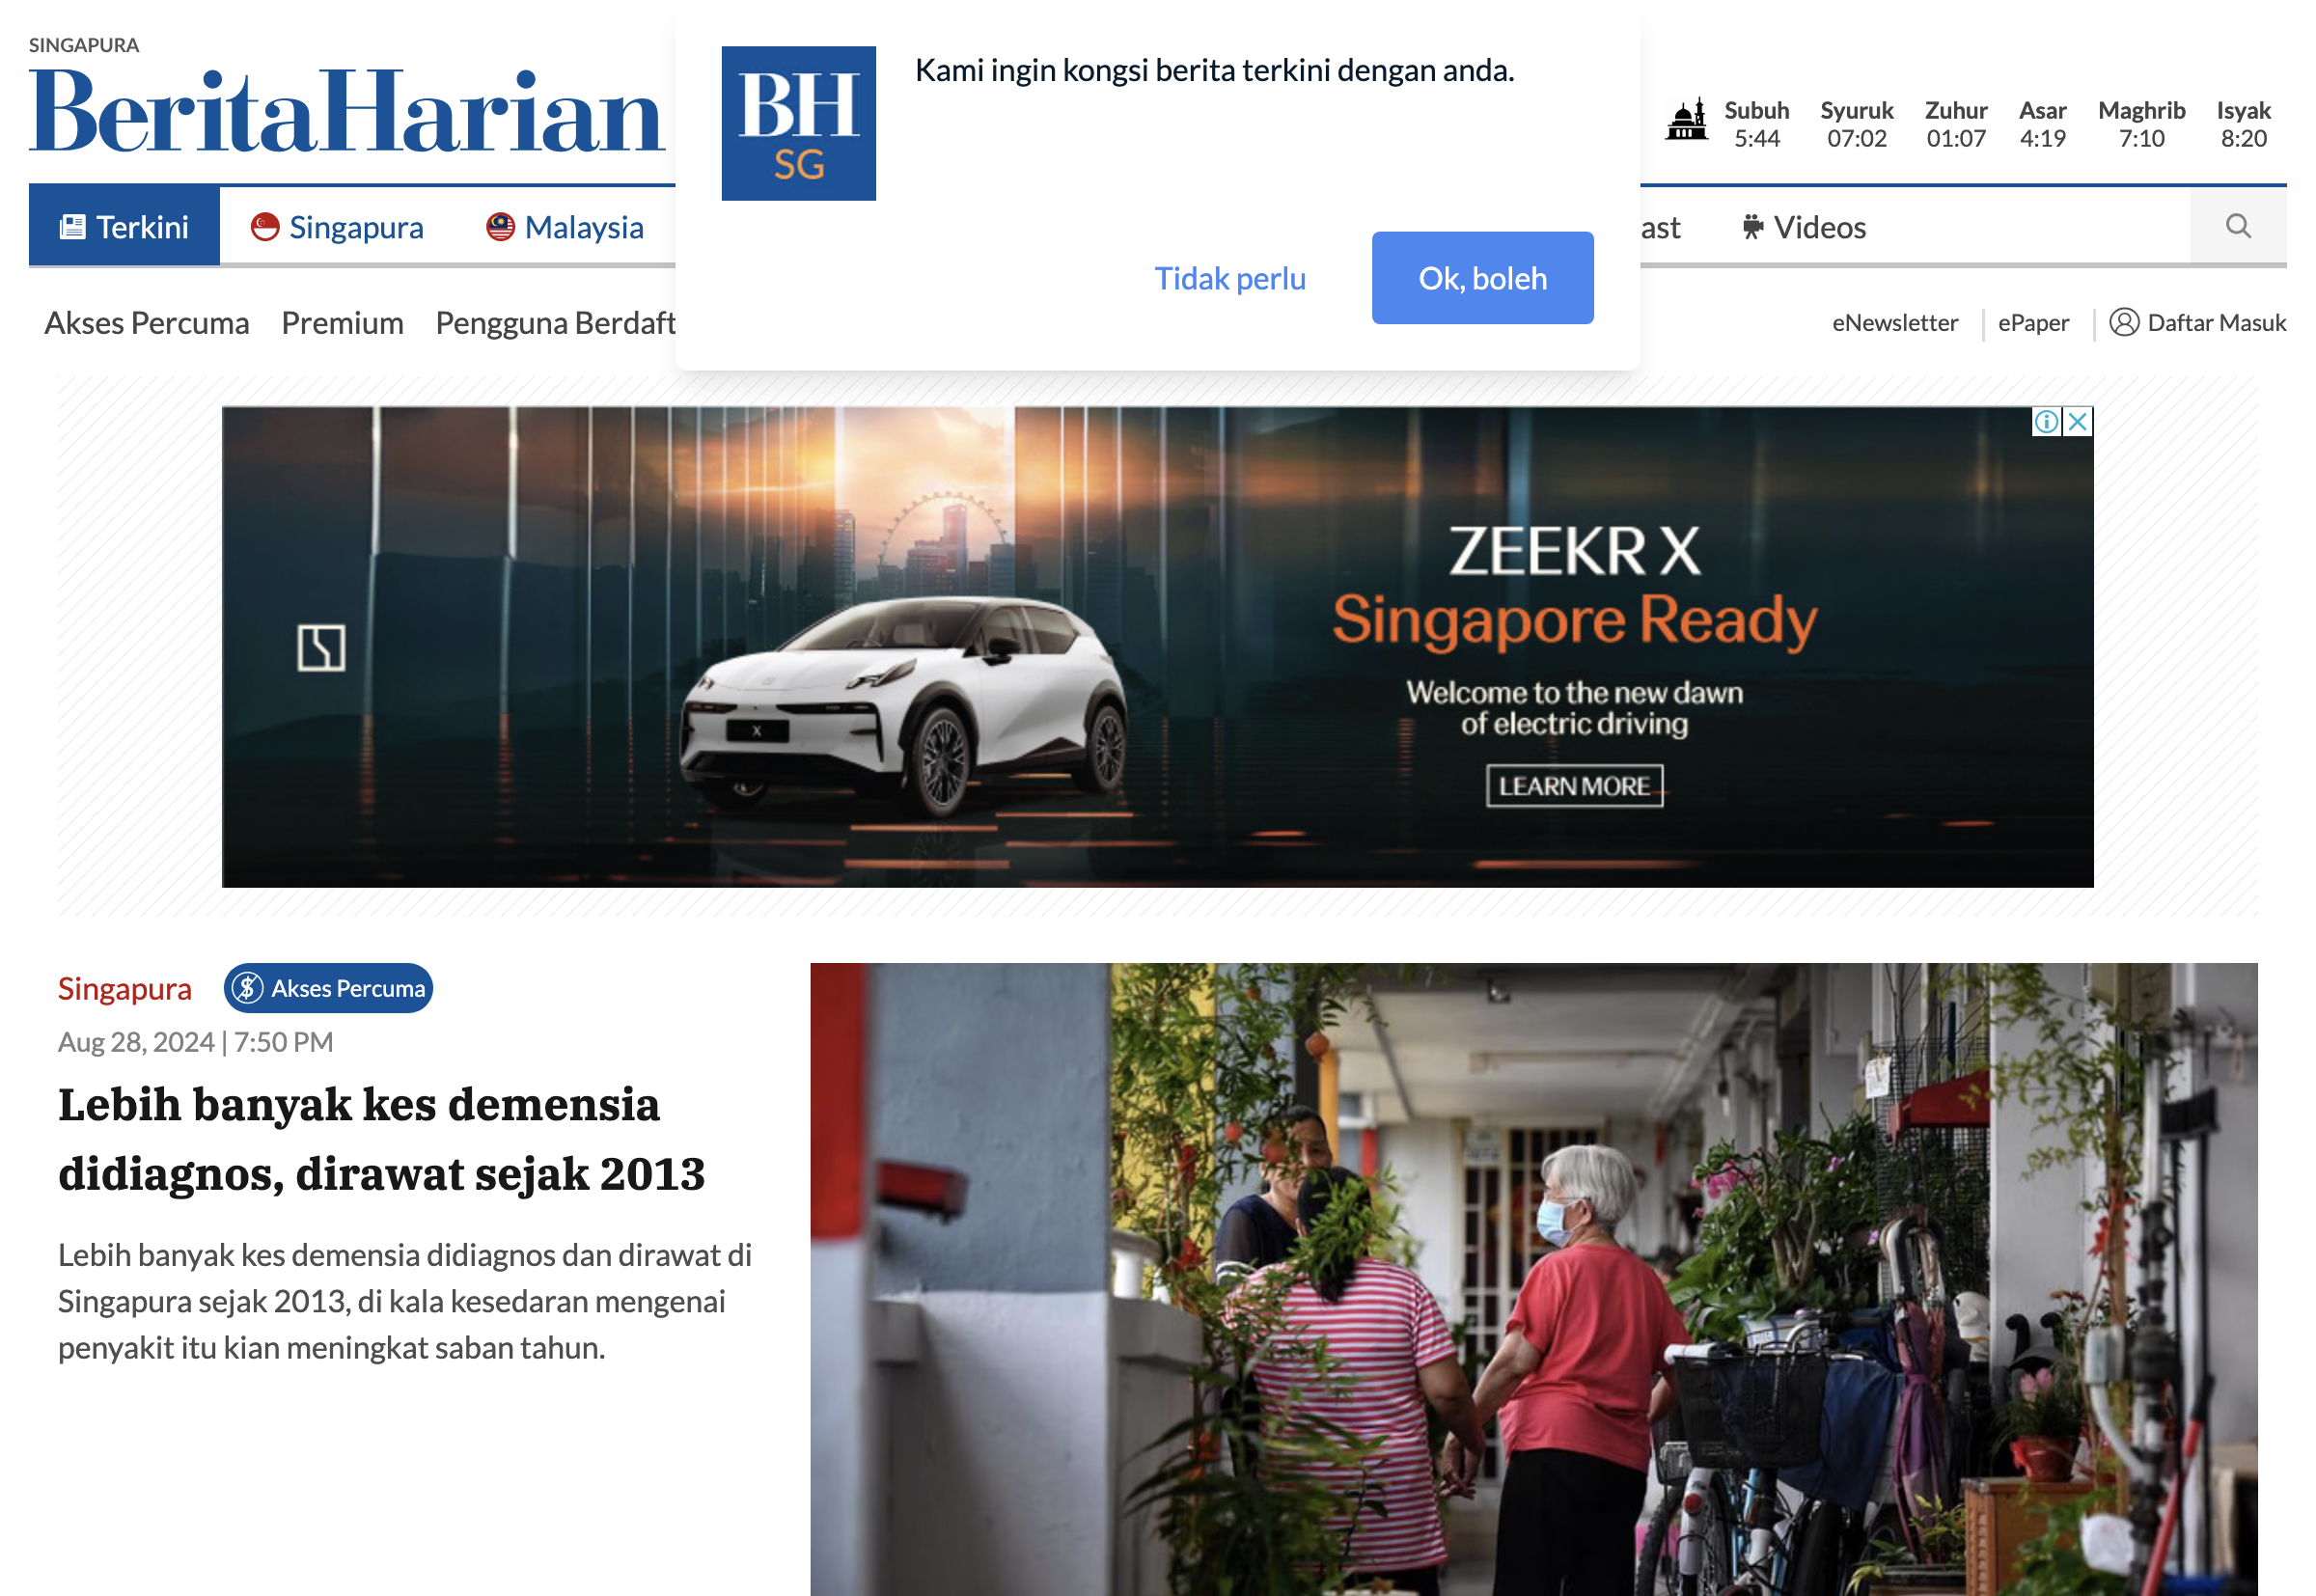 SINGAPURA
BeritaHarian
BH
SG
Kami ingin kongsi berita terkini dengan anda.
Tidak perlu
Ok, boleh
Subuh Syuruk Zuhur Asar Maghrib Isyak
5:44 07:02 01:07 4:19 7:10 8:20
Terkini Singapura Malaysia ast Videos
Akses Percuma Premium Pengguna Berdaft eNewsletter ePaper Daftar Masuk
X
ZEEKR X
Singapore Ready
Welcome to the new dawn
of electric driving
LEARN MORE
Singapura Akses Percuma
Aug 28, 2024 | 7:50 PM
Lebih banyak kes demensia
didiagnos, dirawat sejak 2013
Lebih banyak kes demensia didiagnos dan dirawat di
Singapura sejak 2013, di kala kesedaran mengenai
penyakit itu kian meningkat saban tahun.